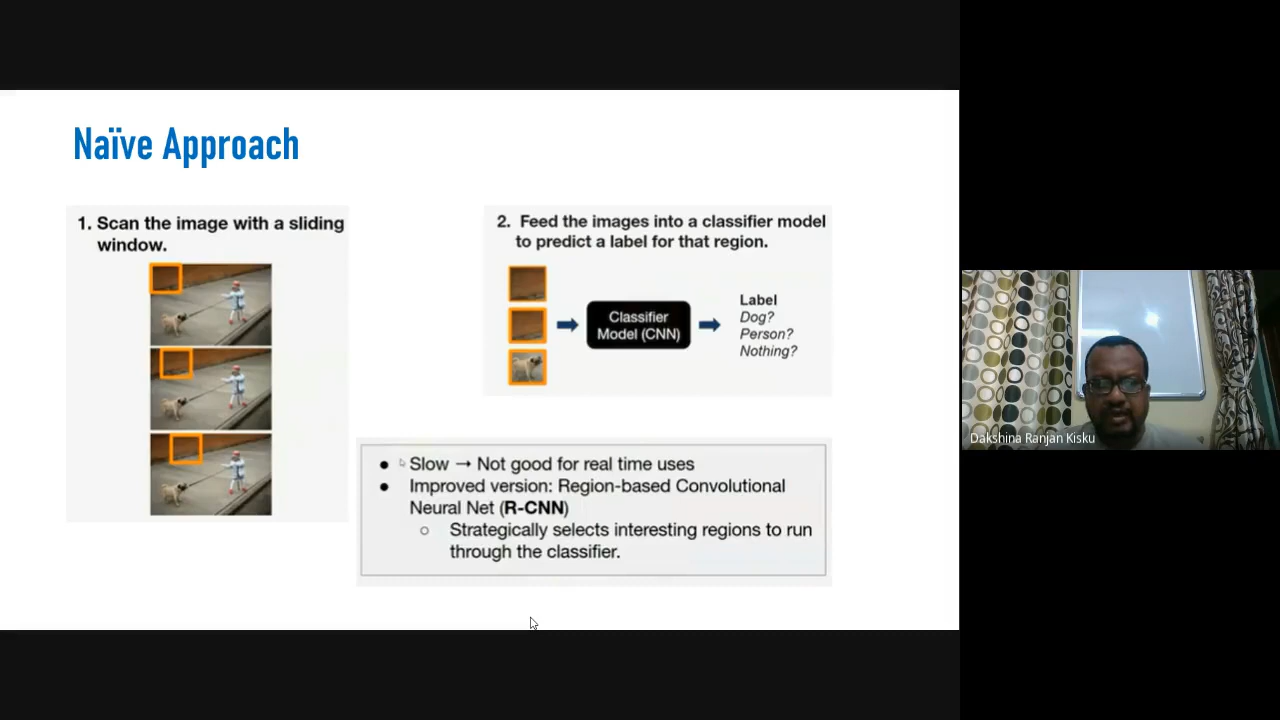 Naïve Approach
1. Scan the image with a sliding
window.
2. Feed the images into a classifier model
to predict a label for that region.
Classifier
Model (CNN)
Label
Dog?
Person?
Nothing?
● Slow → Not good for real time uses
● Improved version: Region-based Convolutional
Neural Net (R-CNN)
○ Strategically selects interesting regions to run
through the classifier.
Dakshina Ranjan Kisku